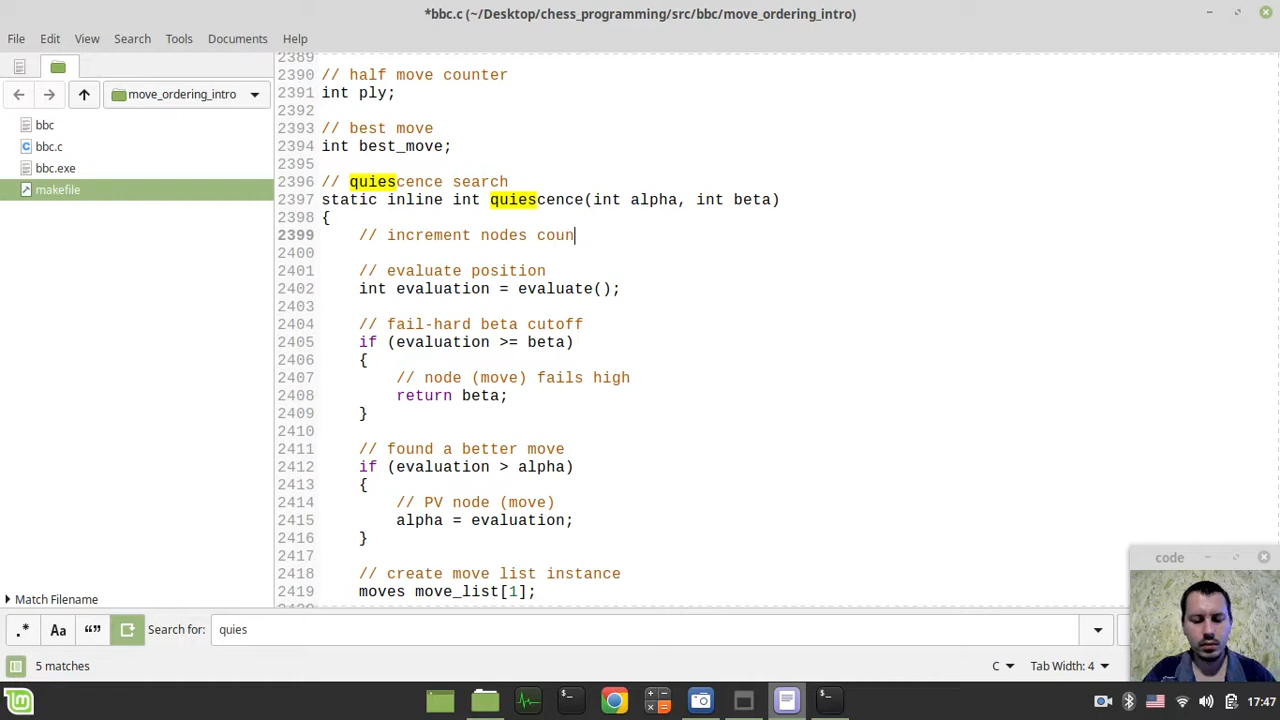 *bbc.c (~/Desktop/chess_programming/src/bbc/move_ordering_intro)
File Edit View Search Tools Documents Help
move_ordering_intro
bbc
bbc.c
bbc.exe
makefile
Match Filename
2389
2390 // half move counter
2391 int ply;
2392
2393 // best move
2394 int best_move;
2395
2396 // quiescence search
2397 static inline int quiescence(int alpha, int beta)
2398 {
2399     // increment nodes coun
2400
2401     // evaluate position
2402     int evaluation = evaluate();
2403
2404     // fail-hard beta cutoff
2405     if (evaluation >= beta)
2406     {
2407         // node (move) fails high
2408         return beta;
2409     }
2410
2411     // found a better move
2412     if (evaluation > alpha)
2413     {
2414         // PV node (move)
2415         alpha = evaluation;
2416     }
2417
2418     // create move list instance
2419     moves move_list[1];
code
.* Aa “” Search for: quies
5 matches C Tab Width: 4
17:47